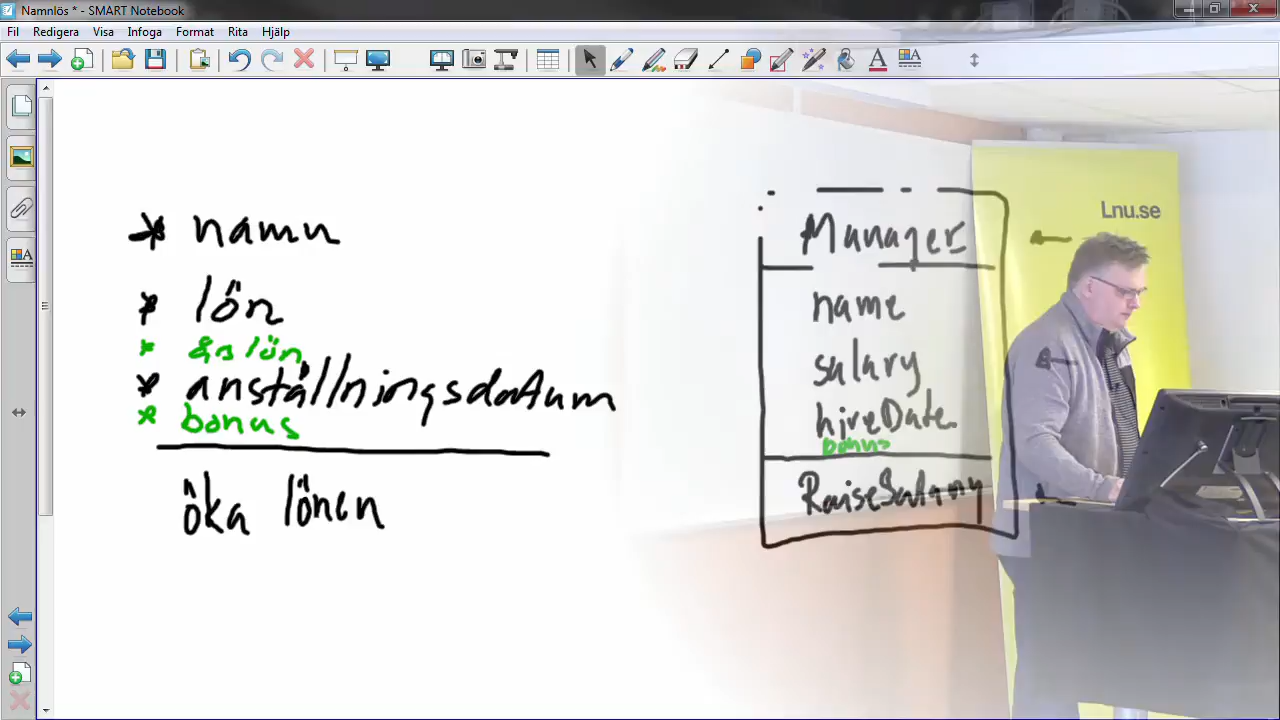 Namnlös * - SMART Notebook
Fil Redigera Visa Infoga Format Rita Hjälp
* namn
* lön
* årslön
* anställningsdatum
* bonus
öka lönen
Manager
name
salary
hireDate
bonus
RaiseSalary
Lnu.se